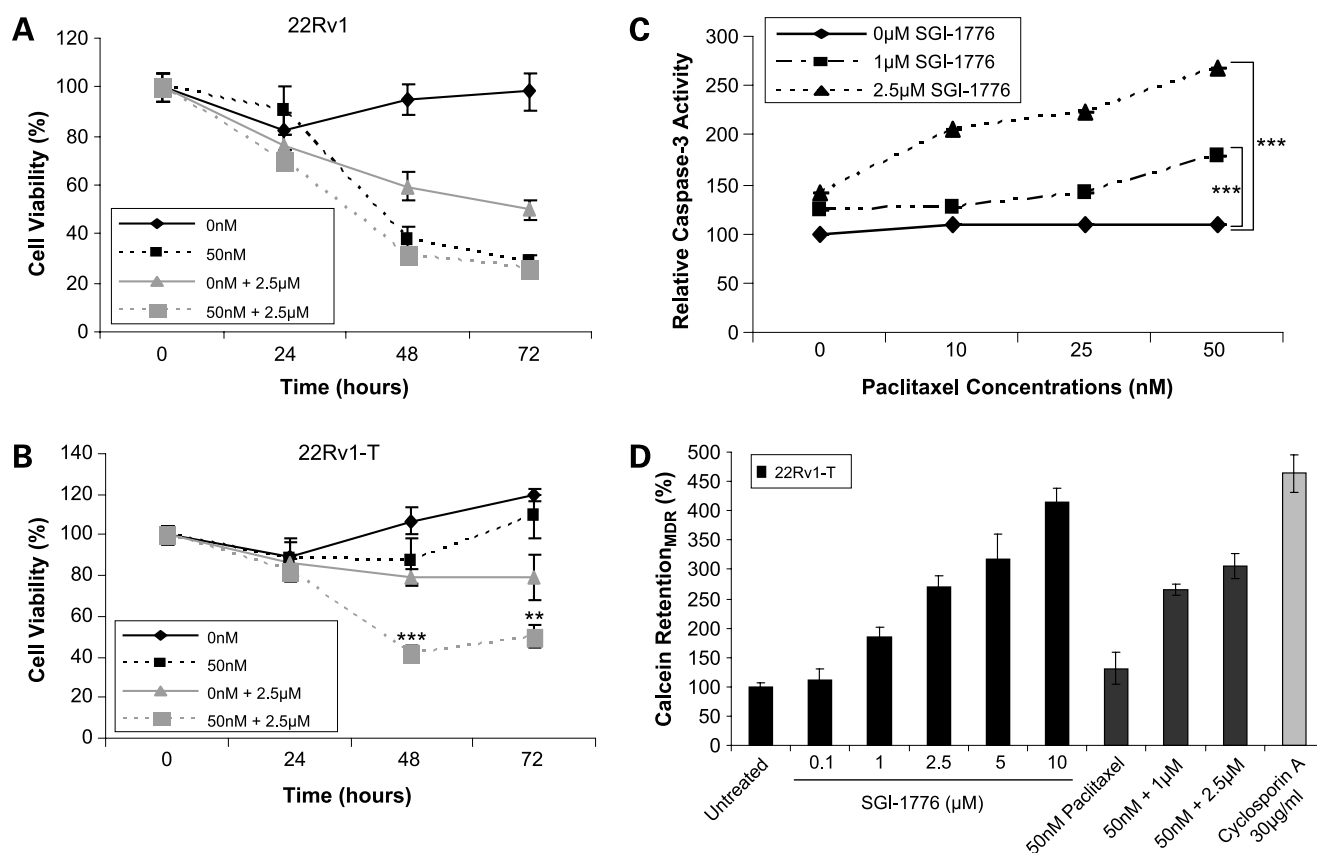 A
22Rv1
120
100
80
60
40
20
0
Cell Viability (%)
0nM
50nM
0nM + 2.5µM
50nM + 2.5µM
0 24 48 72
Time (hours)
B
22Rv1-T
140
120
100
80
60
40
20
0
Cell Viability (%)
***
**
0nM
50nM
0nM + 2.5µM
50nM + 2.5µM
0 24 48 72
Time (hours)
C
300
250
200
150
100
50
0
Relative Caspase-3 Activity
0µM SGI-1776
1µM SGI-1776
2.5µM SGI-1776
***
***
0 10 25 50
Paclitaxel Concentrations (nM)
D
22Rv1-T
500
450
400
350
300
250
200
150
100
50
0
Calcein RetentionMDR (%)
Untreated
0.1 1 2.5 5 10
SGI-1776 (µM)
50nM Paclitaxel
50nM + 1µM
50nM + 2.5µM
Cyclosporin A
30µg/ml